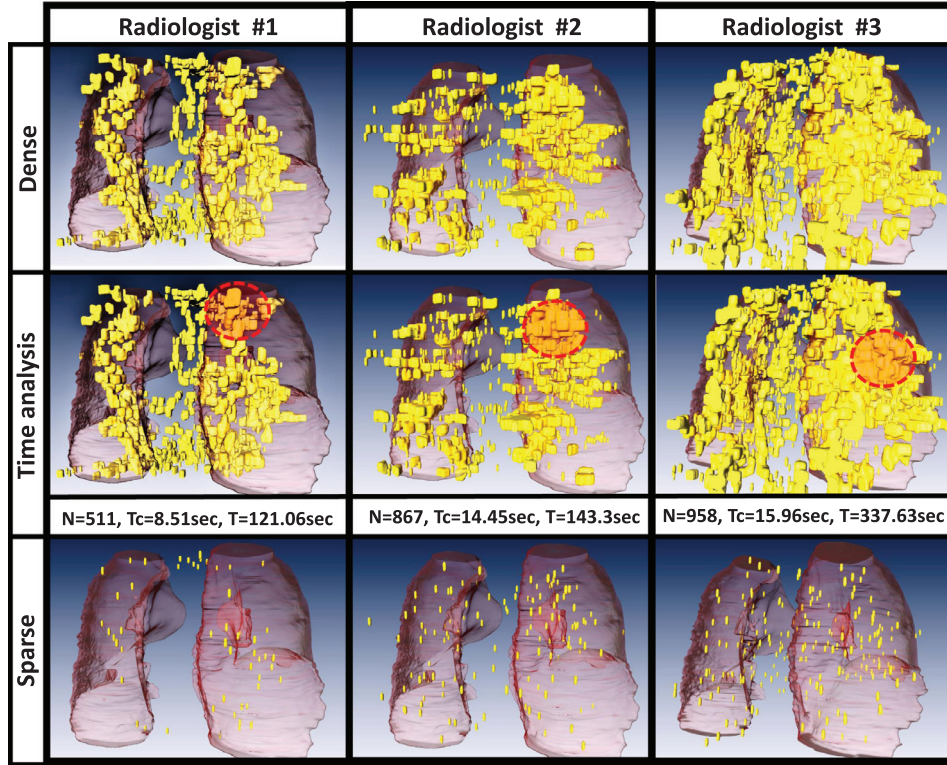 Radiologist #1
Radiologist #2
Radiologist #3
Dense
Time analysis
N=511, Tc=8.51sec, T=121.06sec
N=867, Tc=14.45sec, T=143.3sec
N=958, Tc=15.96sec, T=337.63sec
Sparse